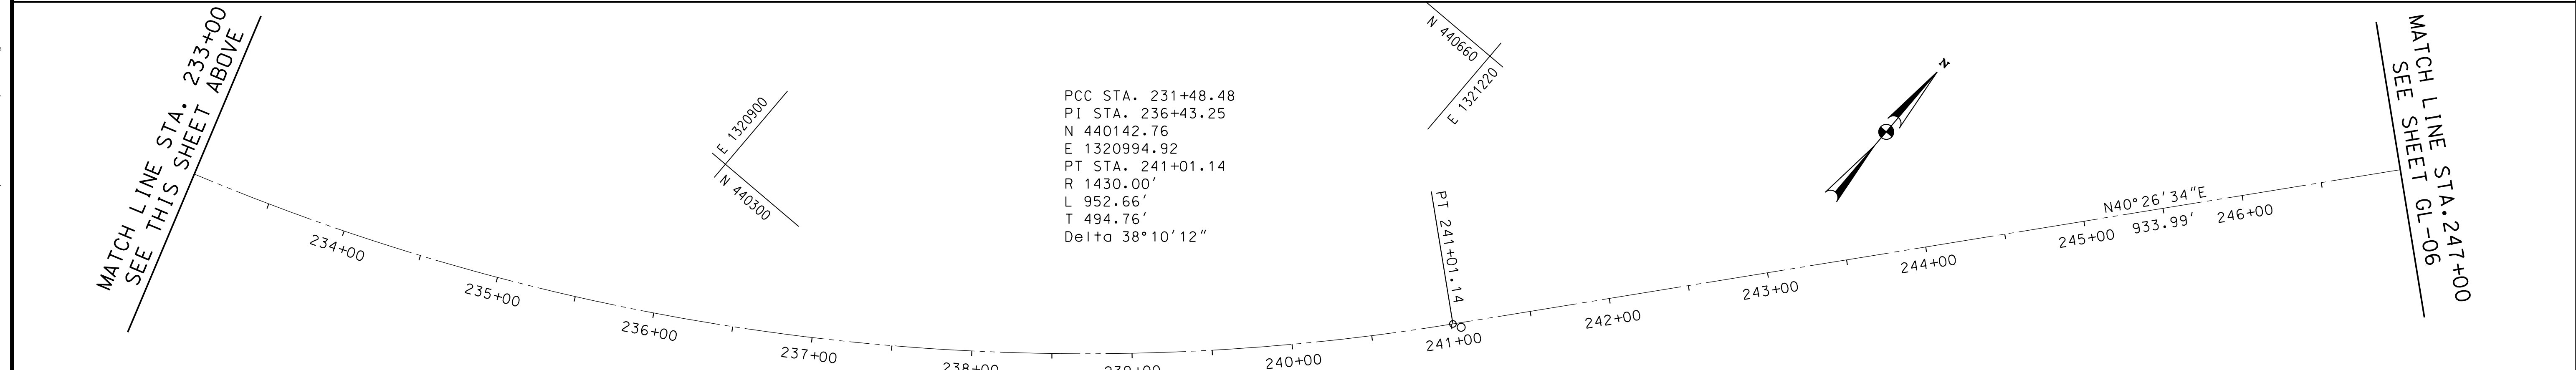 MATCH LINE STA. 233+00
SEE THIS SHEET ABOVE
234+00
235+00
236+00
237+00
238+00
239+00
240+00
241+00
242+00
243+00
244+00
245+00
246+00
E 1320900
N 440300
PCC STA. 231+48.48
PI STA. 236+43.25
N 440142.76
E 1320994.92
PT STA. 241+01.14
R 1430.00'
L 952.66'
T 494.76'
Delta 38°10'12"
N 440660
E 1321220
PT 241+01.14
N
N40°26'34"E
933.99'
MATCH LINE STA.247+00
SEE SHEET GL-06